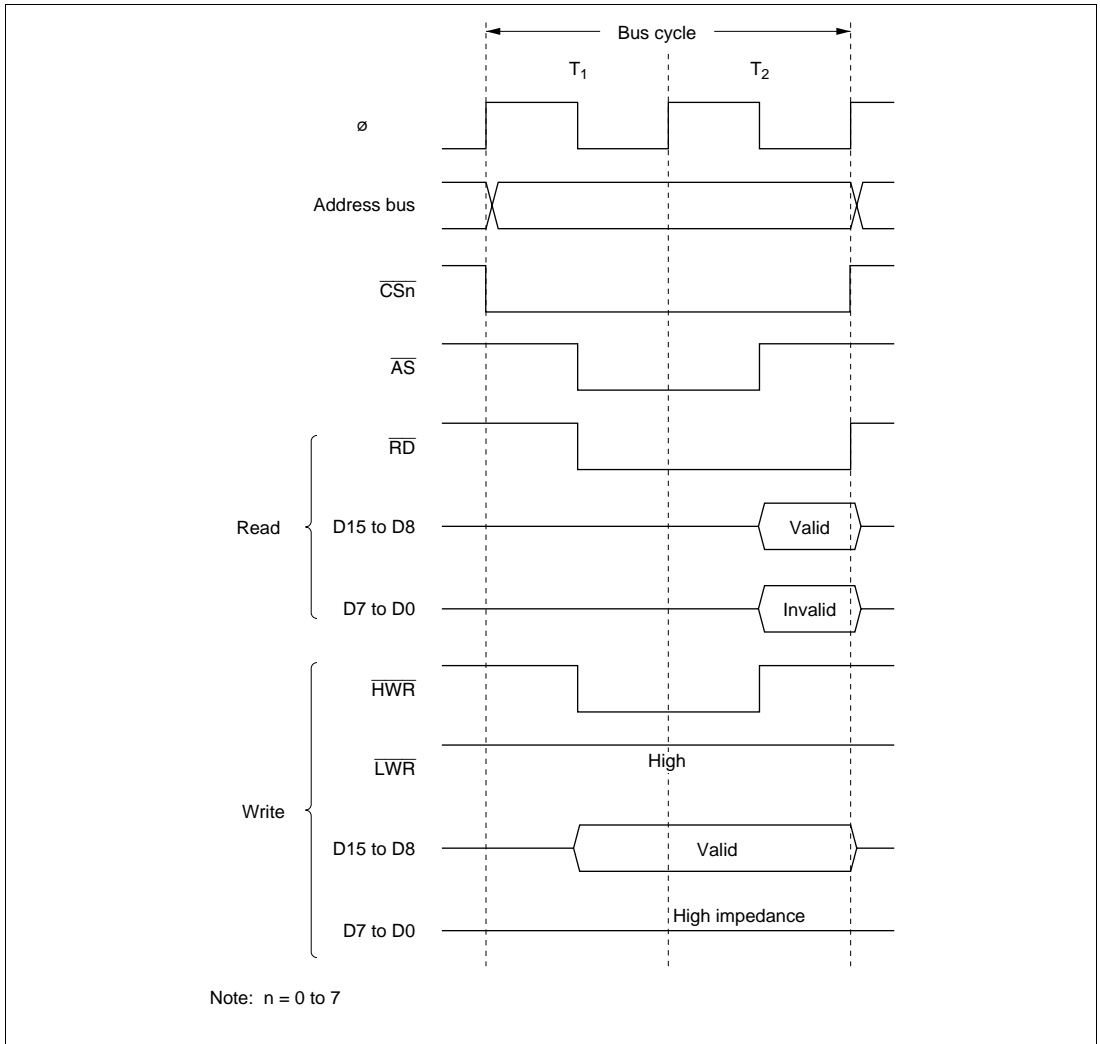 Bus cycle
T1 T2
ø
Address bus
CSn
AS
RD
Read D15 to D8 Valid
D7 to D0 Invalid
HWR
LWR High
Write
D15 to D8 Valid
D7 to D0 High impedance
Note: n = 0 to 7